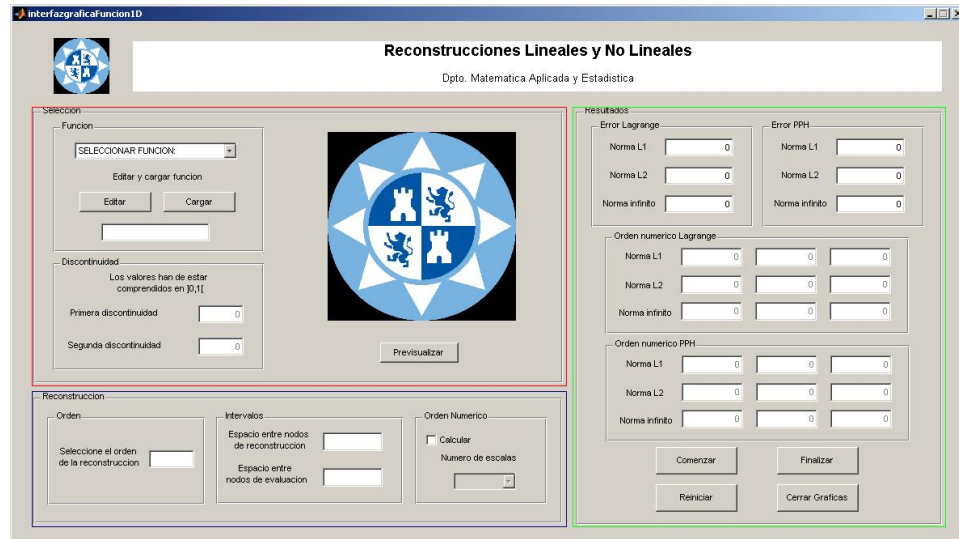 interfazgraficaFuncion1D
Reconstrucciones Lineales y No Lineales
Dpto. Matematica Aplicada y Estadistica
Seleccion
Funcion
SELECCIONAR FUNCION:
Editar y cargar funcion
Editar
Cargar
Discontinuidad
Los valores han de estar
comprendidos en ]0,1[
Primera discontinuidad 0
Segunda discontinuidad 0
Previsualizar
Reconstruccion
Orden
Seleccione el orden
de la reconstruccion
Intervalos
Espacio entre nodos
de reconstruccion
Espacio entre
nodos de evaluacion
Orden Numerico
Calcular
Numero de escalas
Resultados
Error Lagrange
Norma L1 0
Norma L2 0
Norma infinito 0
Error PPH
Norma L1 0
Norma L2 0
Norma infinito 0
Orden numerico Lagrange
Norma L1 0 0 0
Norma L2 0 0 0
Norma infinito 0 0 0
Orden numerico PPH
Norma L1 0 0 0
Norma L2 0 0 0
Norma infinito 0 0 0
Comenzar
Finalizar
Reiniciar
Cerrar Graficas